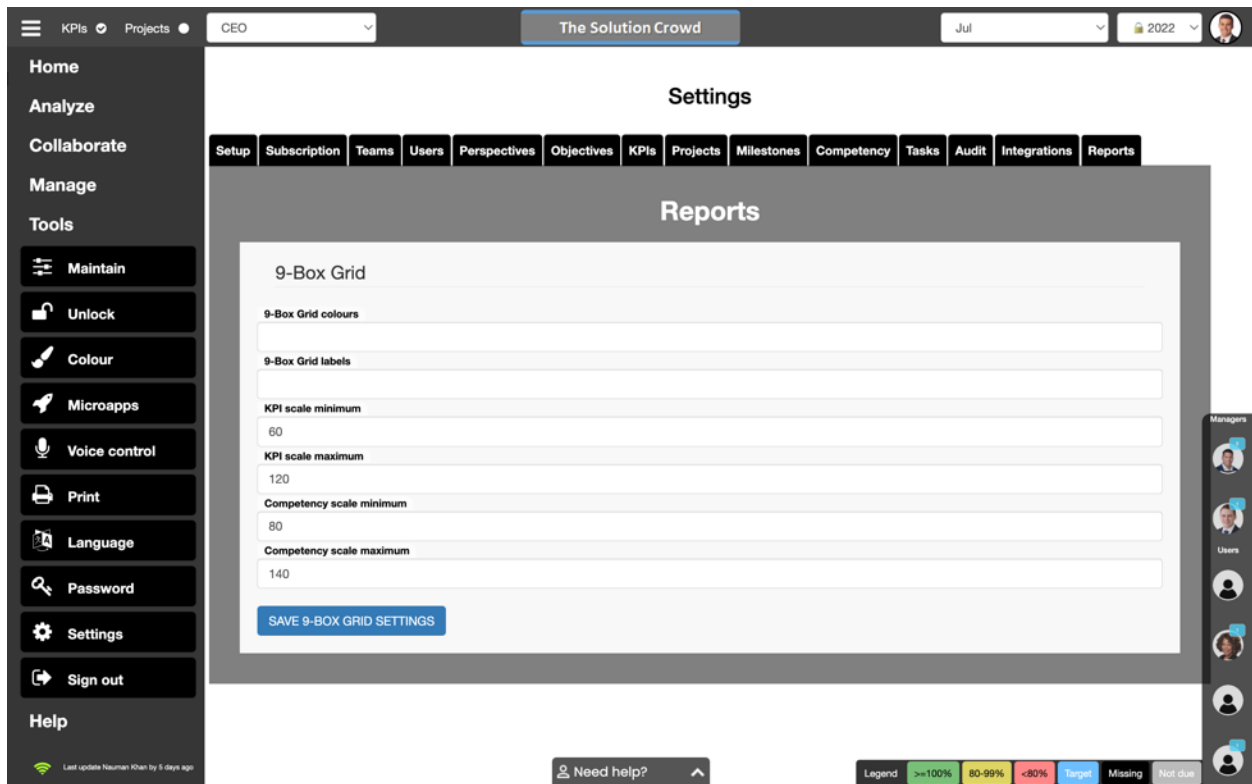 KPIs Projects CEO The Solution Crowd Jul 2022
Home
Analyze
Collaborate
Manage
Tools
Maintain
Unlock
Colour
Microapps
Voice control
Print
Language
Password
Settings
Sign out
Help
Last update Nauman Khan by 5 days ago
Settings
Setup Subscription Teams Users Perspectives Objectives KPIs Projects Milestones Competency Tasks Audit Integrations Reports
Reports
9-Box Grid
9-Box Grid colours
9-Box Grid labels
KPI scale minimum
60
KPI scale maximum
120
Competency scale minimum
80
Competency scale maximum
140
SAVE 9-BOX GRID SETTINGS
Managers
Users
Need help?
Legend >=100% 80-99% <80% Target Missing Not due